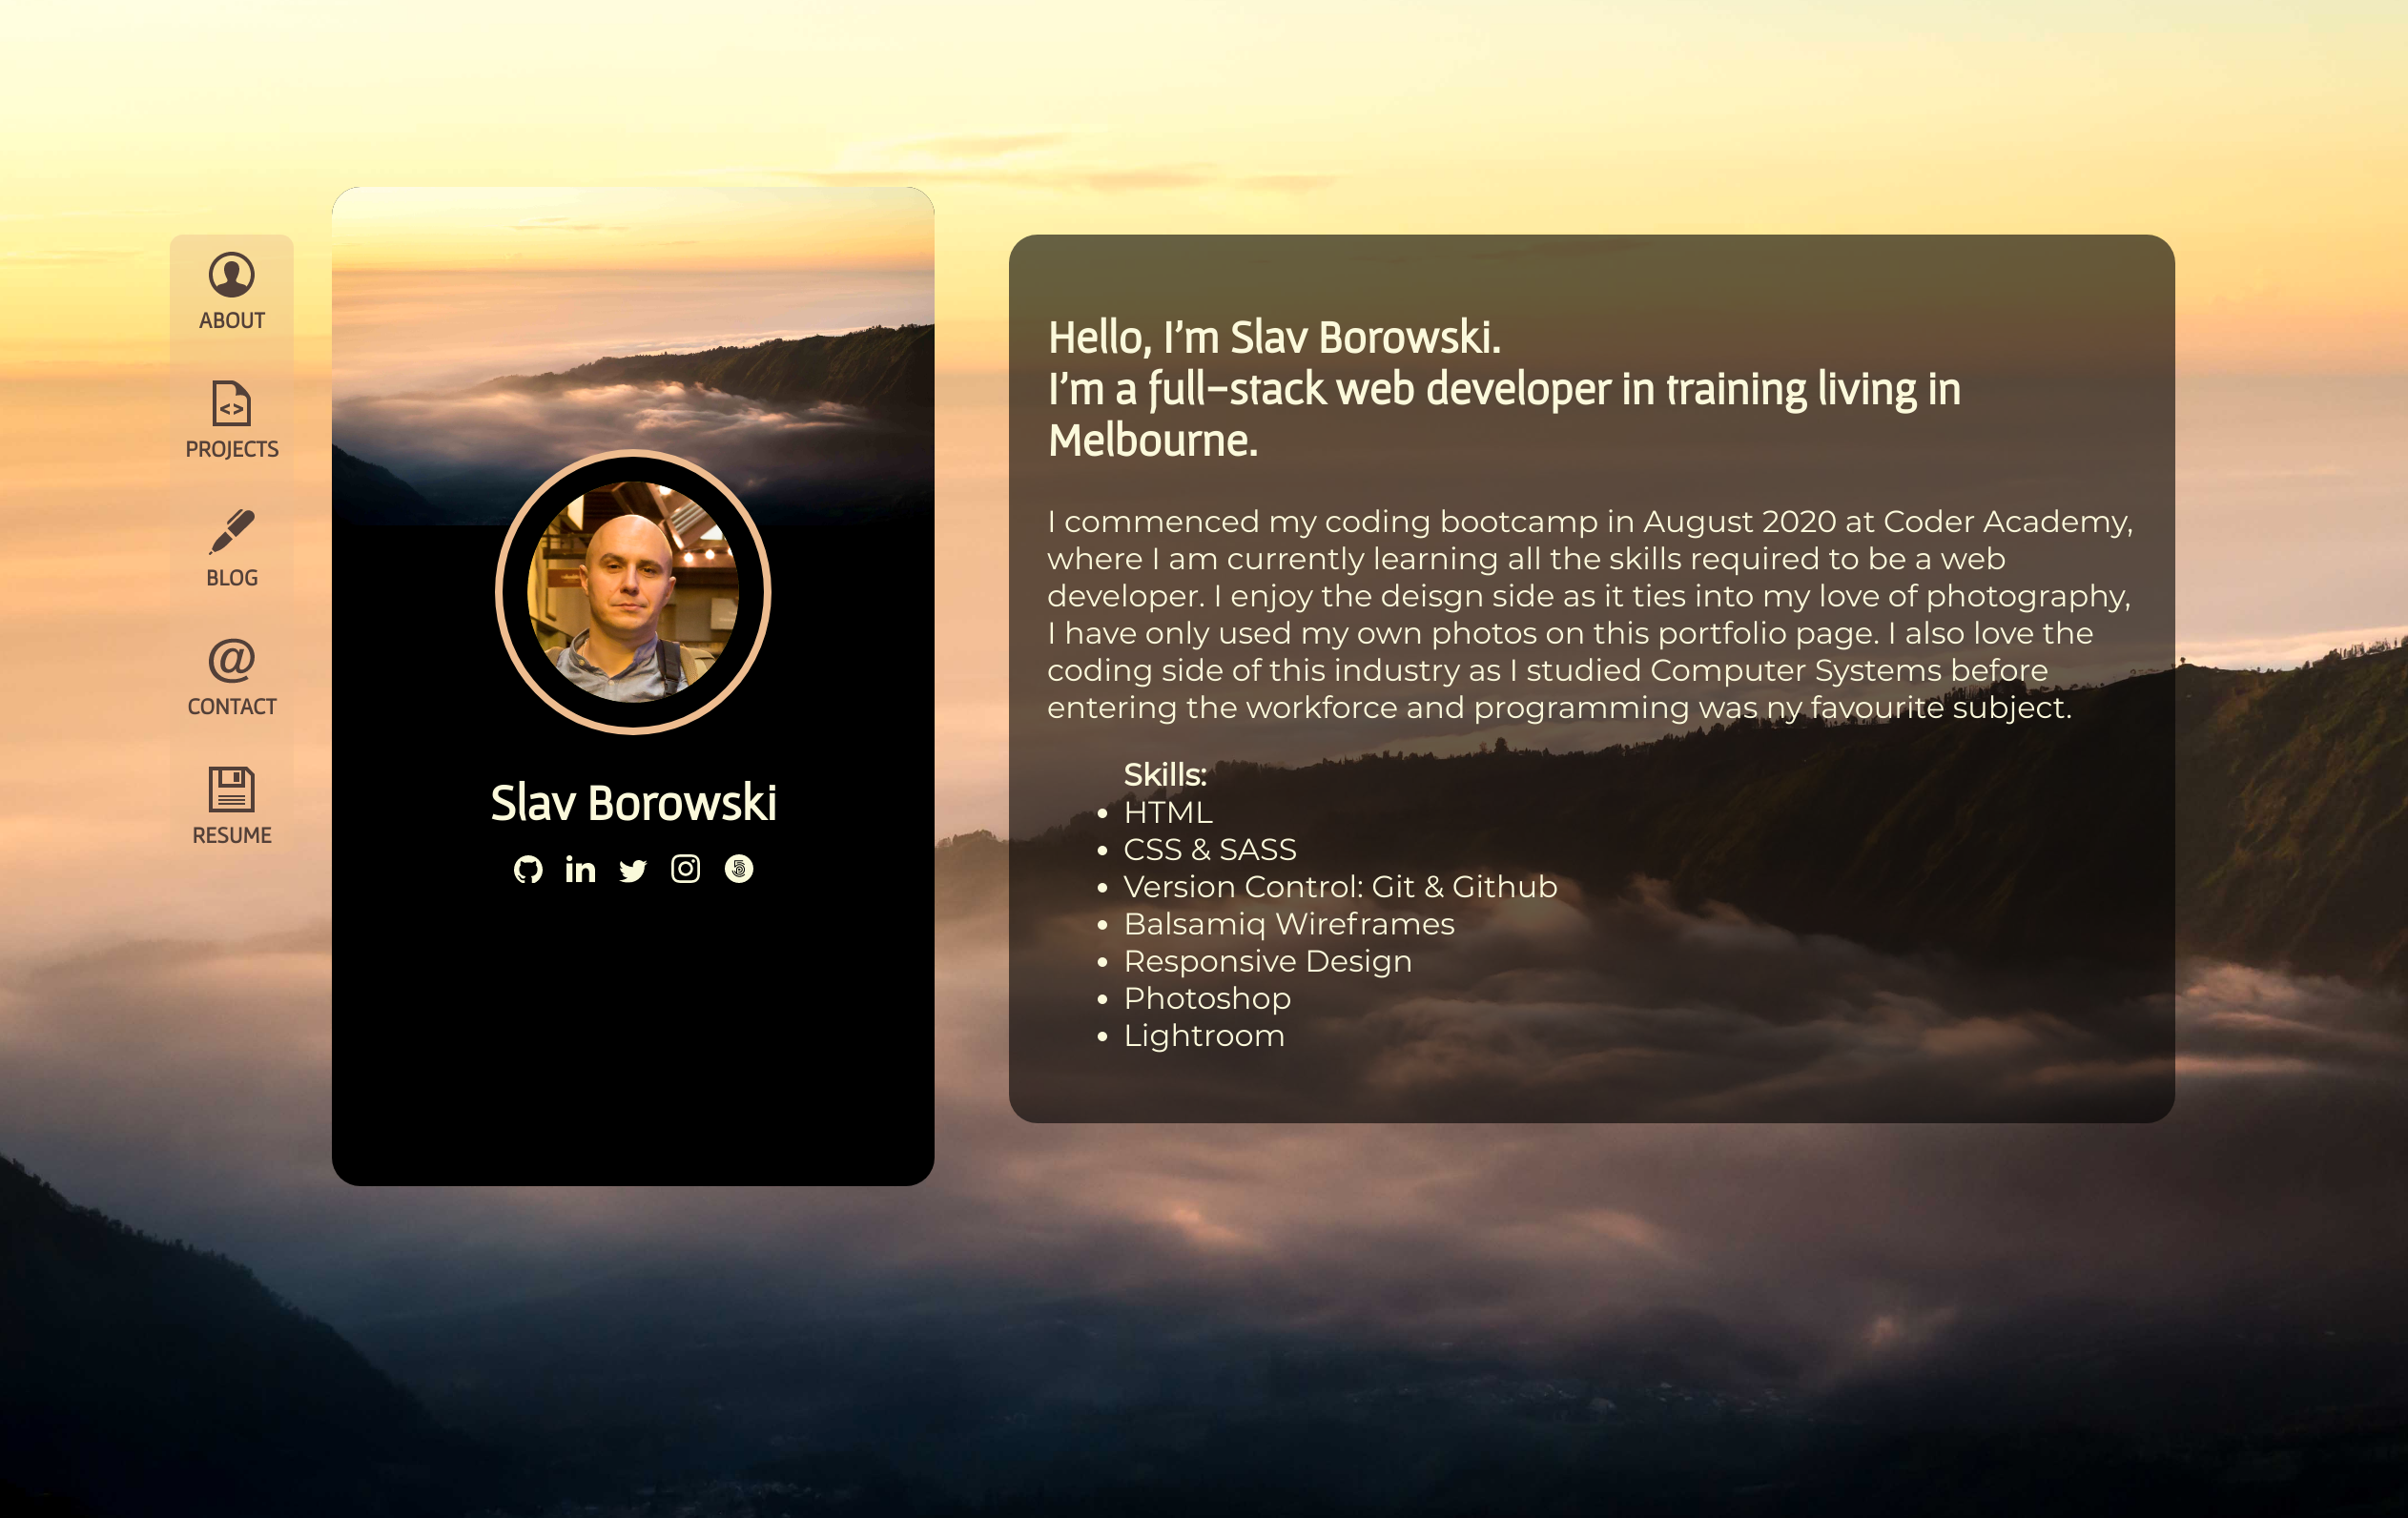 ABOUT
PROJECTS
BLOG
@
CONTACT
RESUME
Slav Borowski
Hello, I'm Slav Borowski.
I'm a full-stack web developer in training living in
Melbourne.
I commenced my coding bootcamp in August 2020 at Coder Academy,
where I am currently learning all the skills required to be a web
developer. I enjoy the deisgn side as it ties into my love of photography,
I have only used my own photos on this portfolio page. I also love the
coding side of this industry as I studied Computer Systems before
entering the workforce and programming was ny favourite subject.
Skills:
• HTML
• CSS & SASS
• Version Control: Git & Github
• Balsamiq Wireframes
• Responsive Design
• Photoshop
• Lightroom